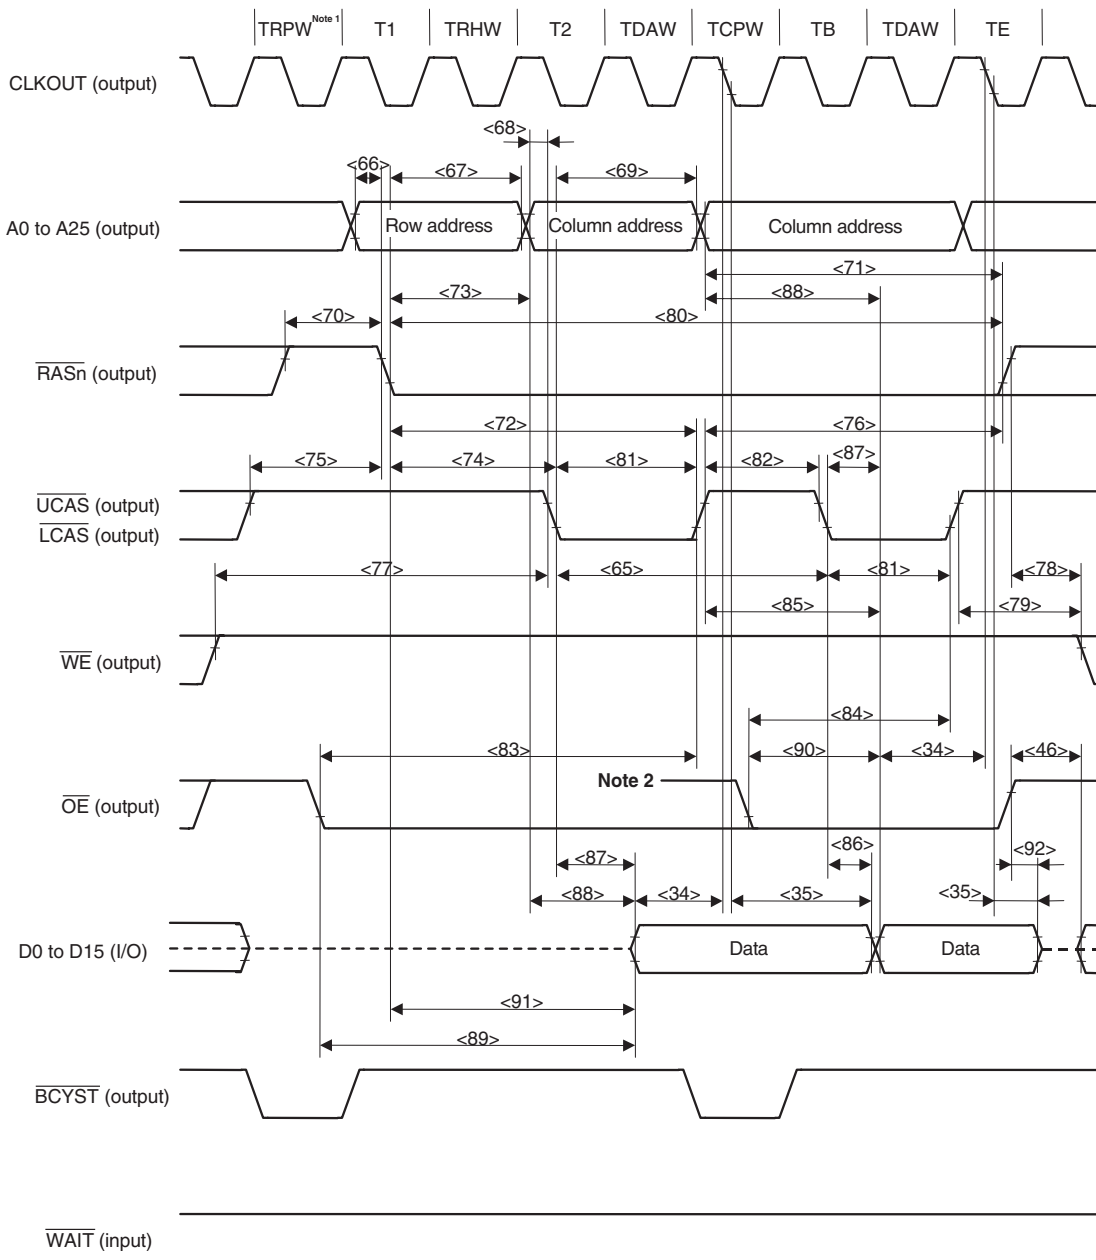 TRPW Note 1 T1 TRHW T2 TDAW TCPW TB TDAW TE
CLKOUT (output)
<68>
<66> <67> <69>
A0 to A25 (output) Row address Column address Column address
<71>
<73> <88>
<70> <80>
RASn (output)
<72> <76>
<75> <74> <81> <82> <87>
UCAS (output)
LCAS (output)
<77> <65> <81> <78>
<85> <79>
WE (output)
<84>
<83> <90> <34> <46>
Note 2
OE (output)
<87> <86> <92>
<88> <34> <35> <35>
D0 to D15 (I/O) Data Data
<91>
<89>
BCYST (output)
WAIT (input)